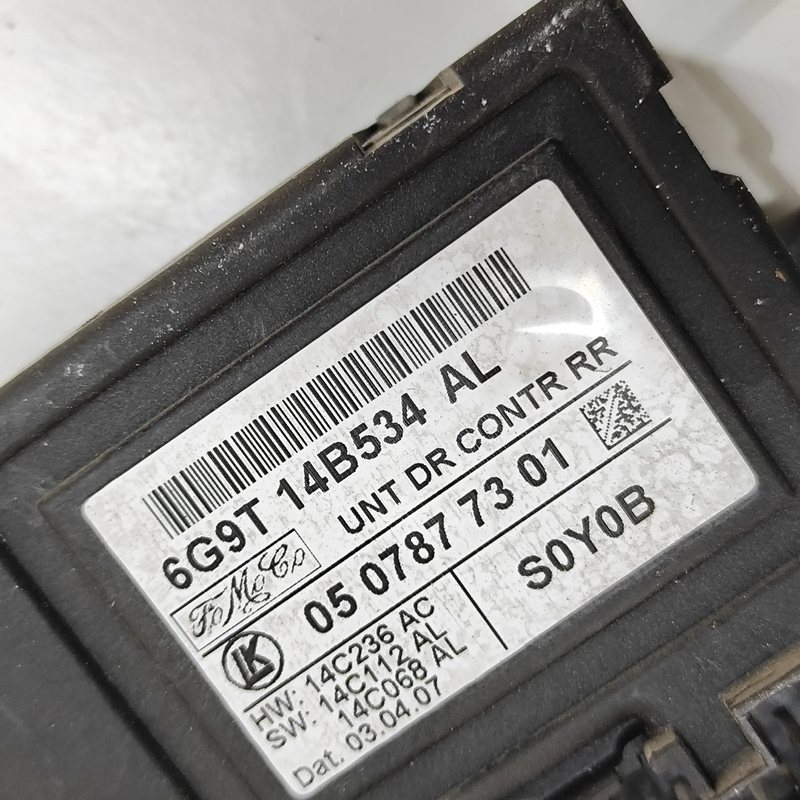 6G9T 14B534 AL
UNT DR CONTR RR
FoMoCo
05 0787 73 01
LK
S0Y0B
HW: 14C236 AC
SW: 14C112 AL
14C068 AL
Dat. 03.04.07